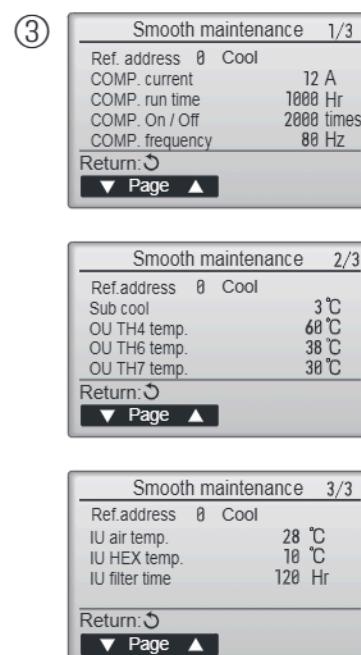 ③
Smooth maintenance 1/3
Ref. address 0 Cool
COMP. current 12 A
COMP. run time 1000 Hr
COMP. On / Off 2000 times
COMP. frequency 80 Hz
Return:
▼ Page ▲
Smooth maintenance 2/3
Ref.address 0 Cool
Sub cool 3℃
OU TH4 temp. 60℃
OU TH6 temp. 38℃
OU TH7 temp. 30℃
Return:
▼ Page ▲
Smooth maintenance 3/3
Ref.address 0 Cool
IU air temp. 28 ℃
IU HEX temp. 10 ℃
IU filter time 120 Hr
Return:
▼ Page ▲